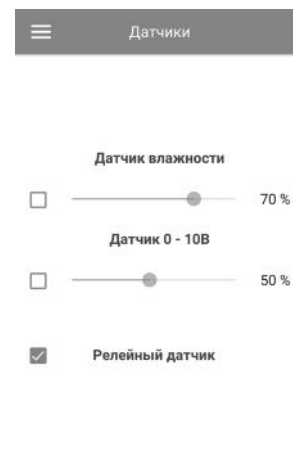 Датчики
Датчик влажности
70 %
Датчик 0 - 10В
50 %
Релейный датчик